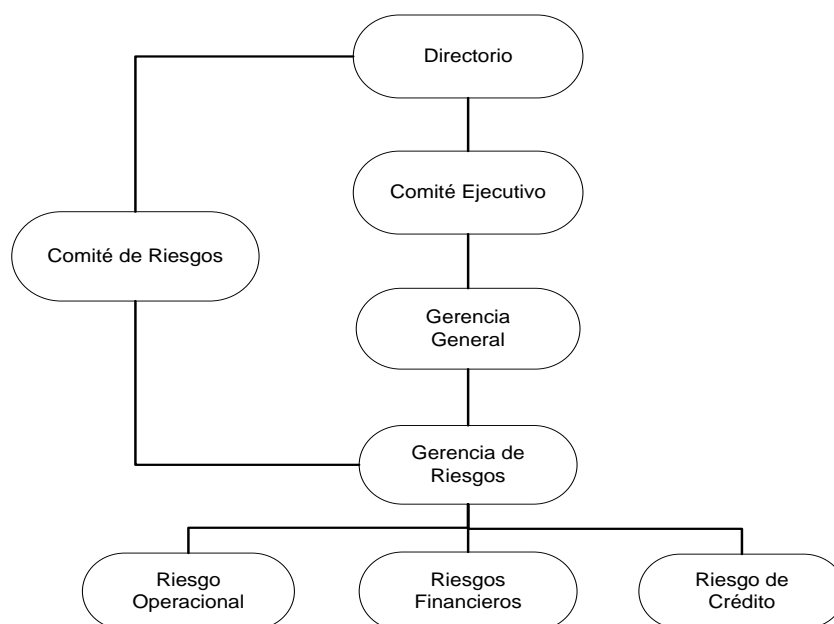 Directorio
Comité Ejecutivo
Comité de Riesgos
Gerencia
General
Gerencia de
Riesgos
Riesgo
Operacional
Riesgos
Financieros
Riesgo de
Crédito